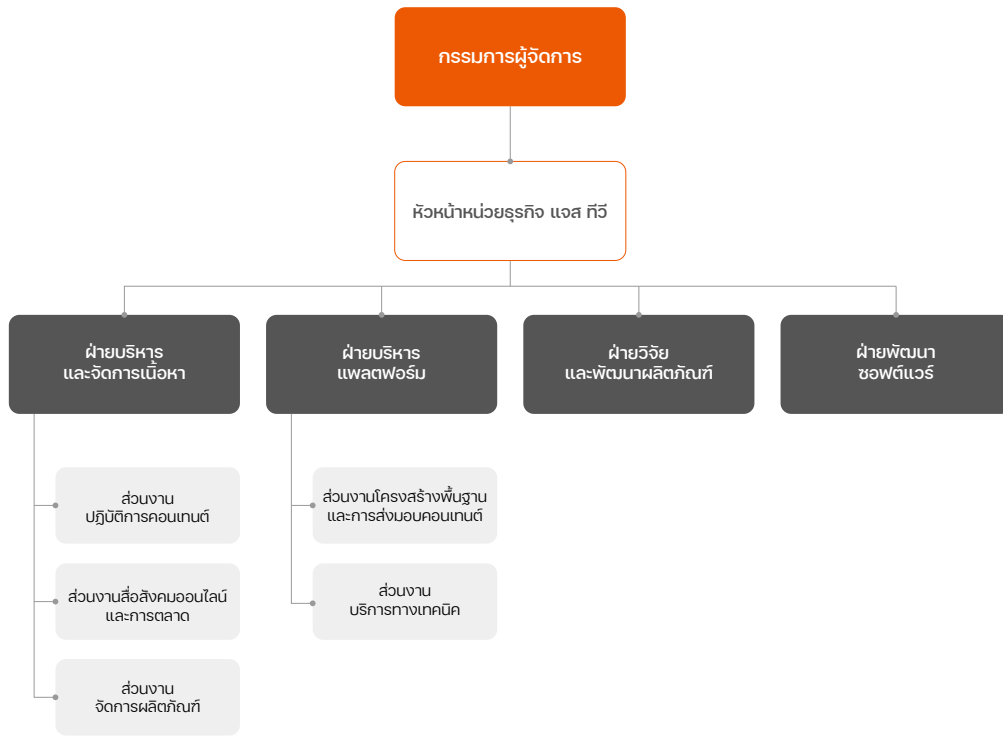 กรรมการผู้จัดการ
หัวหน้าหน่วยธุรกิจ แจส ทีวี
ฝ่ายบริหาร
และจัดการเนื้อหา
ฝ่ายบริหาร
แพลตฟอร์ม
ฝ่ายวิจัย
และพัฒนาผลิตภัณฑ์
ฝ่ายพัฒนา
ซอฟต์แวร์
ส่วนงาน
ปฏิบัติการคอนเทนต์
ส่วนงานสื่อสังคมออนไลน์
และการตลาด
ส่วนงาน
จัดการผลิตภัณฑ์
ส่วนงานโครงสร้างพื้นฐาน
และการส่งมอบคอนเทนต์
ส่วนงาน
บริการทางเทคนิค